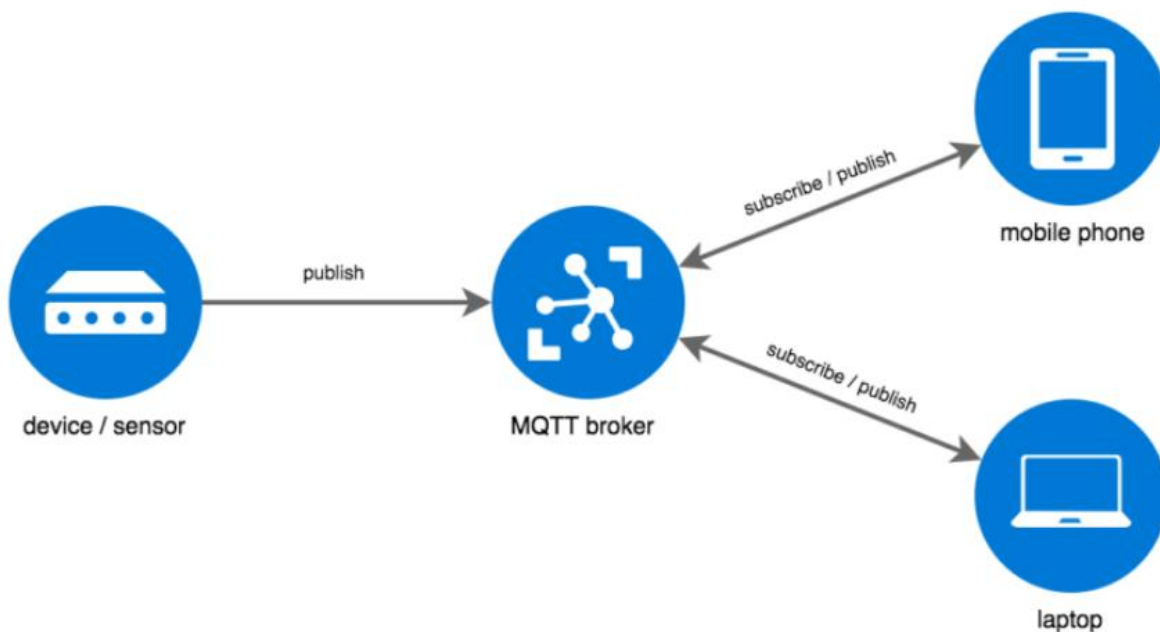 subscribe / publish
mobile phone
publish
device / sensor
MQTT broker
subscribe / publish
laptop